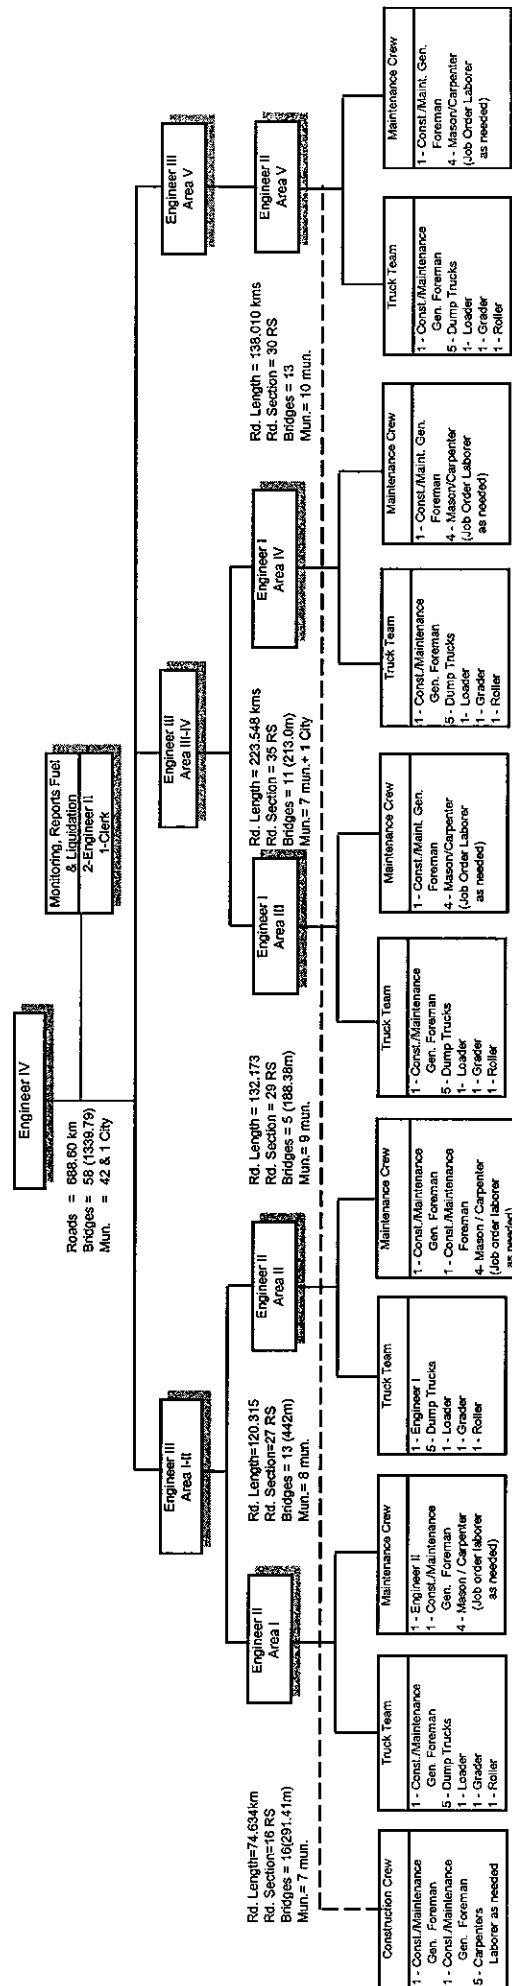 Engineer IV
Roads = 688.60 km
Bridges = 58 (1339.79)
Mun. = 42 & 1 City
Monitoring, Reports Fuel
& Liquidation
2-Engineer II
1-Clerk
Engineer III
Area I-II
Engineer III
Area III-IV
Engineer III
Area V
Rd. Length=74.634km
Rd. Section=16 RS
Bridges = 16(291.41m)
Mun.= 7 mun.
Engineer II
Area I
Rd. Length=120.315
Rd. Section=27 RS
Bridges = 13 (442m)
Mun.= 8 mun.
Engineer II
Area II
Rd. Length = 132.173
Rd. Section = 29 RS
Bridges = 5 (188.38m)
Mun.= 9 mun.
Engineer I
Area III
Rd. Length = 223.548 kms
Rd. Section = 35 RS
Bridges = 11 (213.0m)
Mun.= 7 mun.+ 1 City
Engineer I
Area IV
Rd. Length = 138.010 kms
Rd. Section = 30 RS
Bridges = 13
Mun.= 10 mun.
Engineer II
Area V
Construction Crew
1 - Const./Maintenance
Gen. Foreman
1 - Const./Maintenance
Gen. Foreman
5 - Carpenters
Laborer as needed
Truck Team
1 - Const./Maintenance
Gen. Foreman
5 - Dump Trucks
1 - Loader
1 - Grader
1 - Roller
Maintenance Crew
1 - Engineer II
1 - Const./Maintenance
Gen. Foreman
4 - Mason / Carpenter
(Job order laborer
as needed)
Truck Team
1 - Engineer I
5 - Dump Trucks
1 - Loader
1 - Grader
1 - Roller
Maintenance Crew
1 - Const./Maintenance
Gen. Foreman
1 - Const./Maintenance
Foreman
4- Mason / Carpenter
(Job order laborer
as needed)
Truck Team
1 - Const./Maintenance
Gen. Foreman
5 - Dump Trucks
1- Loader
1 - Grader
1 - Roller
Maintenance Crew
1 - Const./Maint. Gen.
Foreman
4 - Mason/Carpenter
(Job Order Laborer
as needed)
Truck Team
1 - Const./Maintenance
Gen. Foreman
5 - Dump Trucks
1- Loader
1 - Grader
1 - Roller
Maintenance Crew
1 - Const./Maint. Gen.
Foreman
4 - Mason/Carpenter
(Job Order Laborer
as needed)
Truck Team
1 - Const./Maintenance
Gen. Foreman
5 - Dump Trucks
1- Loader
1 - Grader
1 - Roller
Maintenance Crew
1 - Const./Maint. Gen.
Foreman
4 - Mason/Carpenter
(Job Order Laborer
as needed)